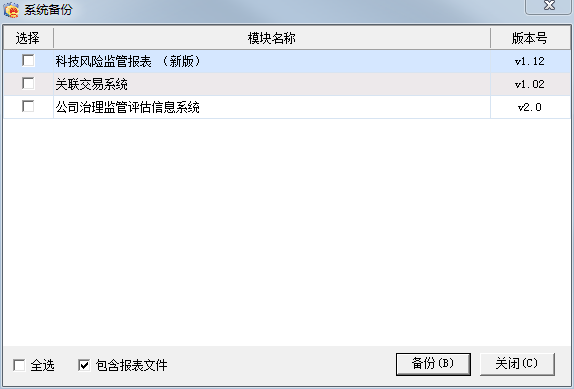 系统备份
选择 模块名称 版本号
科技风险监管报表 （新版） v1.12
关联交易系统 v1.02
公司治理监管评估信息系统 v2.0
全选 包含报表文件 备份(B) 关闭(C)